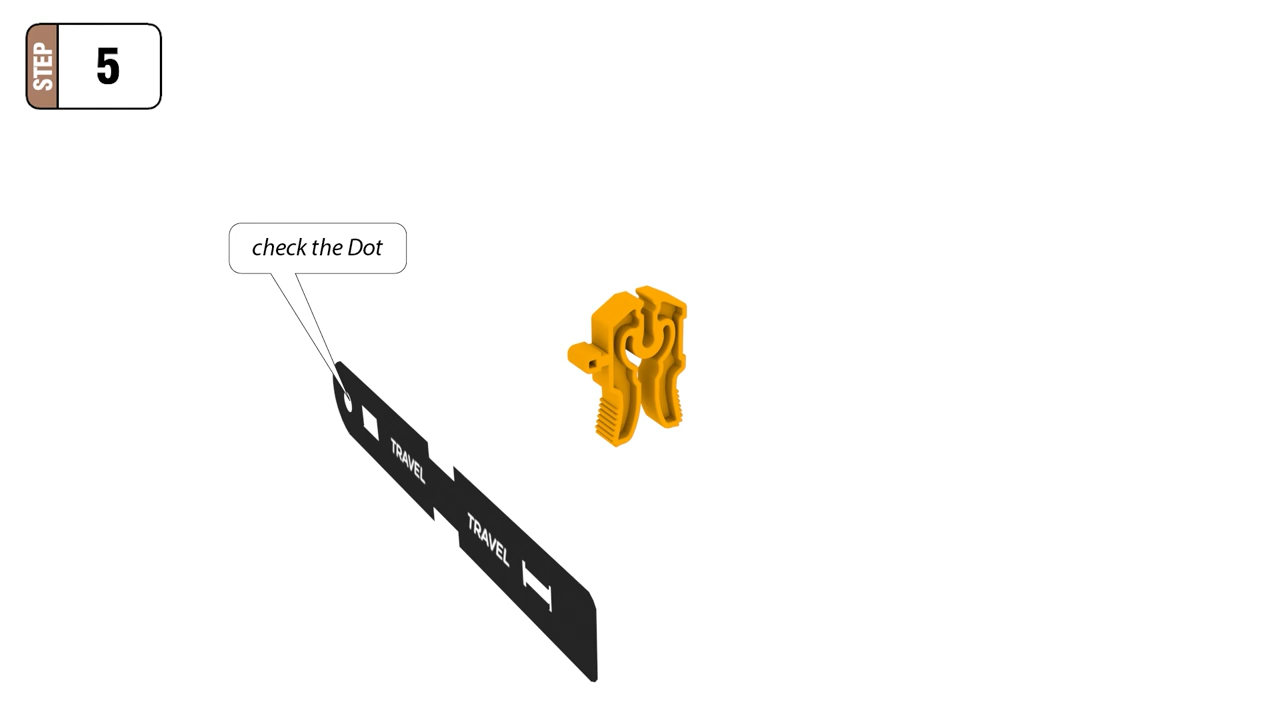 STEP
5
check the Dot
TRAVEL
TRAVEL